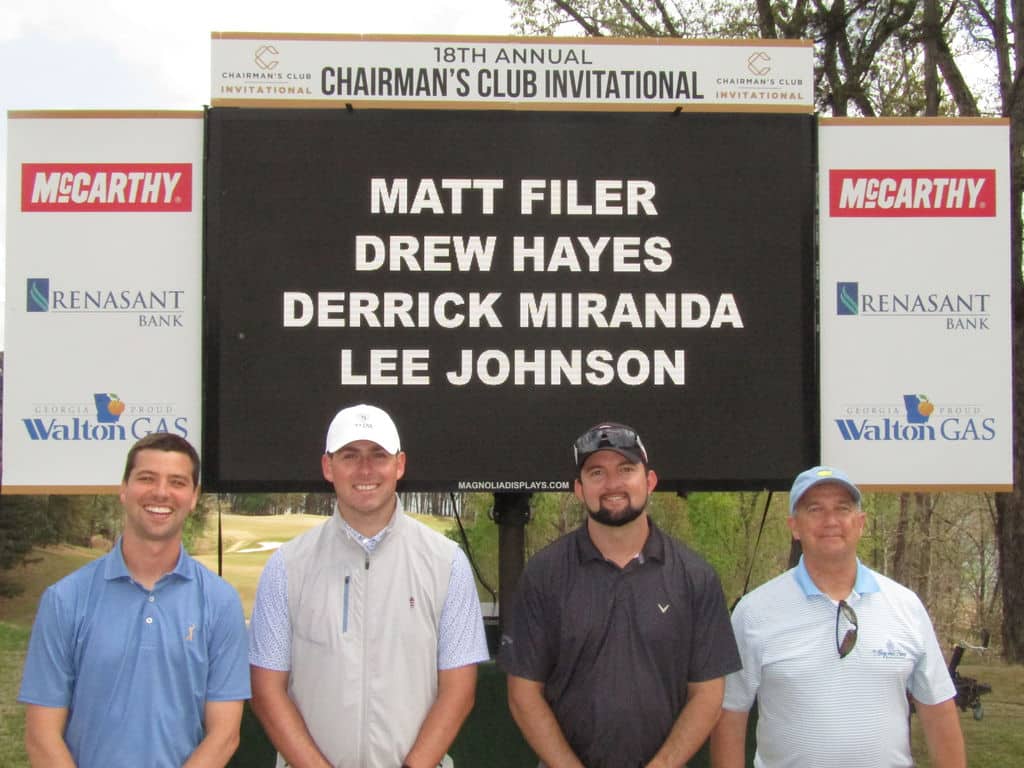 18TH ANNUAL
CHAIRMAN'S CLUB INVITATIONAL
CHAIRMAN'S CLUB
INVITATIONAL
CHAIRMAN'S CLUB
INVITATIONAL
McCARTHY
RENASANT
BANK
GEORGIA PROUD
Walton GAS
MATT FILER
DREW HAYES
DERRICK MIRANDA
LEE JOHNSON
MAGNOLIADISPLAYS.COM
McCARTHY
RENASANT
BANK
GEORGIA PROUD
Walton GAS